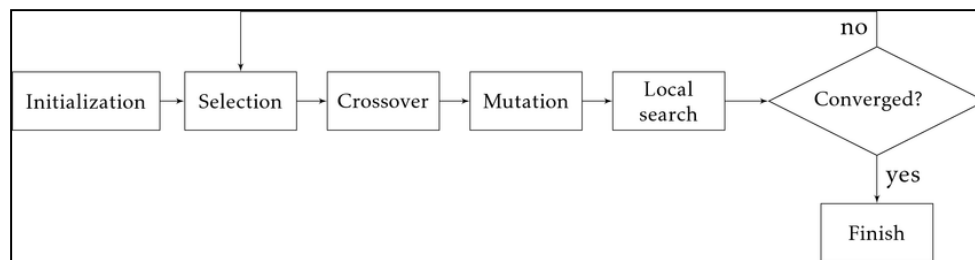 no
Initialization
Selection
Crossover
Mutation
Local
search
Converged?
yes
Finish